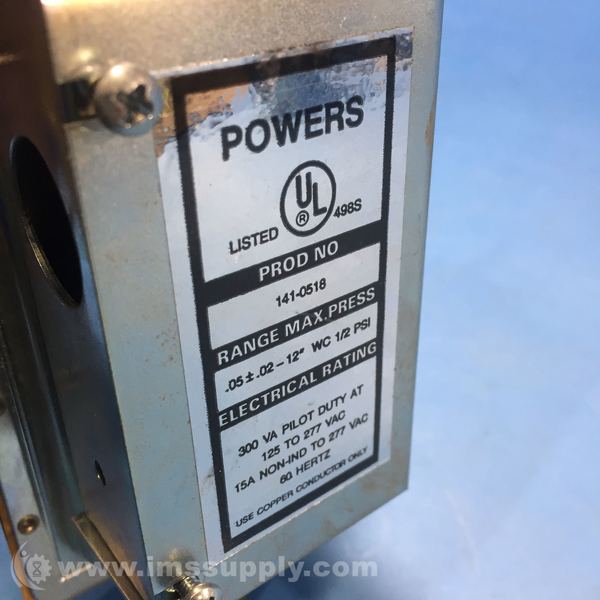 POWERS
UL
®
LISTED 498S
PROD NO
141-0518
RANGE MAX.PRESS
.05 ± .02 - 12" WC 1/2 PSI
ELECTRICAL RATING
300 VA PILOT DUTY AT
125 TO 277 VAC
15A NON-IND TO 277 VAC
60 HERTZ
USE COPPER CONDUCTOR ONLY
www.imssupply.com